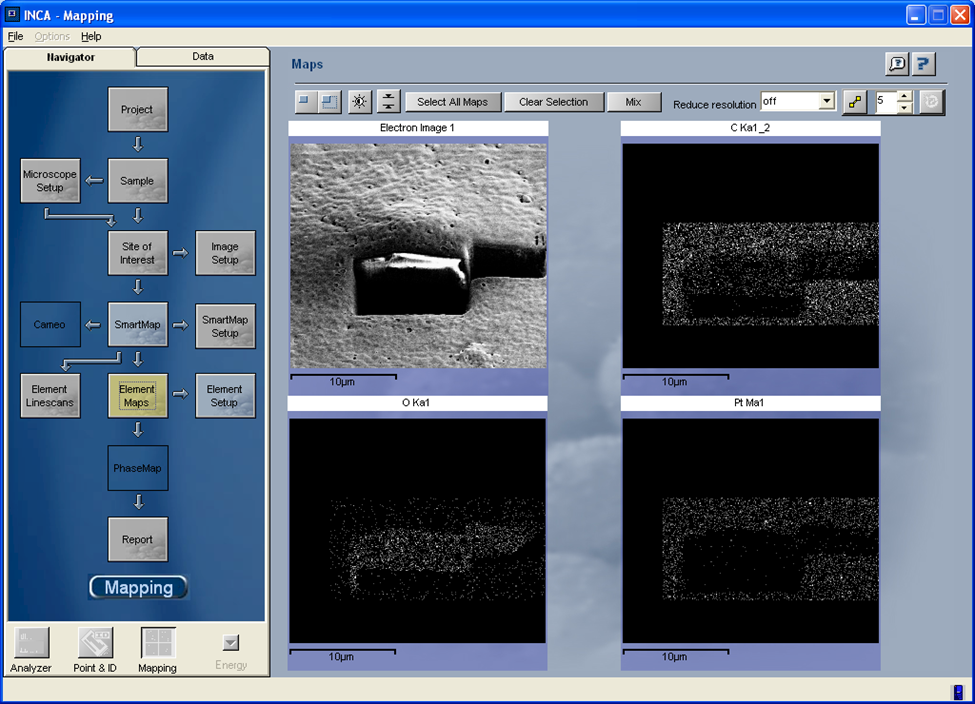 INCA - Mapping
File Options Help
Navigator
Data
Project
Microscope
Setup
Sample
Site of
Interest
Image
Setup
Cameo
SmartMap
SmartMap
Setup
Element
Linescans
Element
Maps
Element
Setup
PhaseMap
Report
Mapping
Analyzer
Point & ID
Mapping
Energy
Maps
?
?
Select All Maps
Clear Selection
Mix
Reduce resolution
off
5
Electron Image 1
C Ka1_2
10µm
10µm
O Ka1
Pt Ma1
10µm
10µm